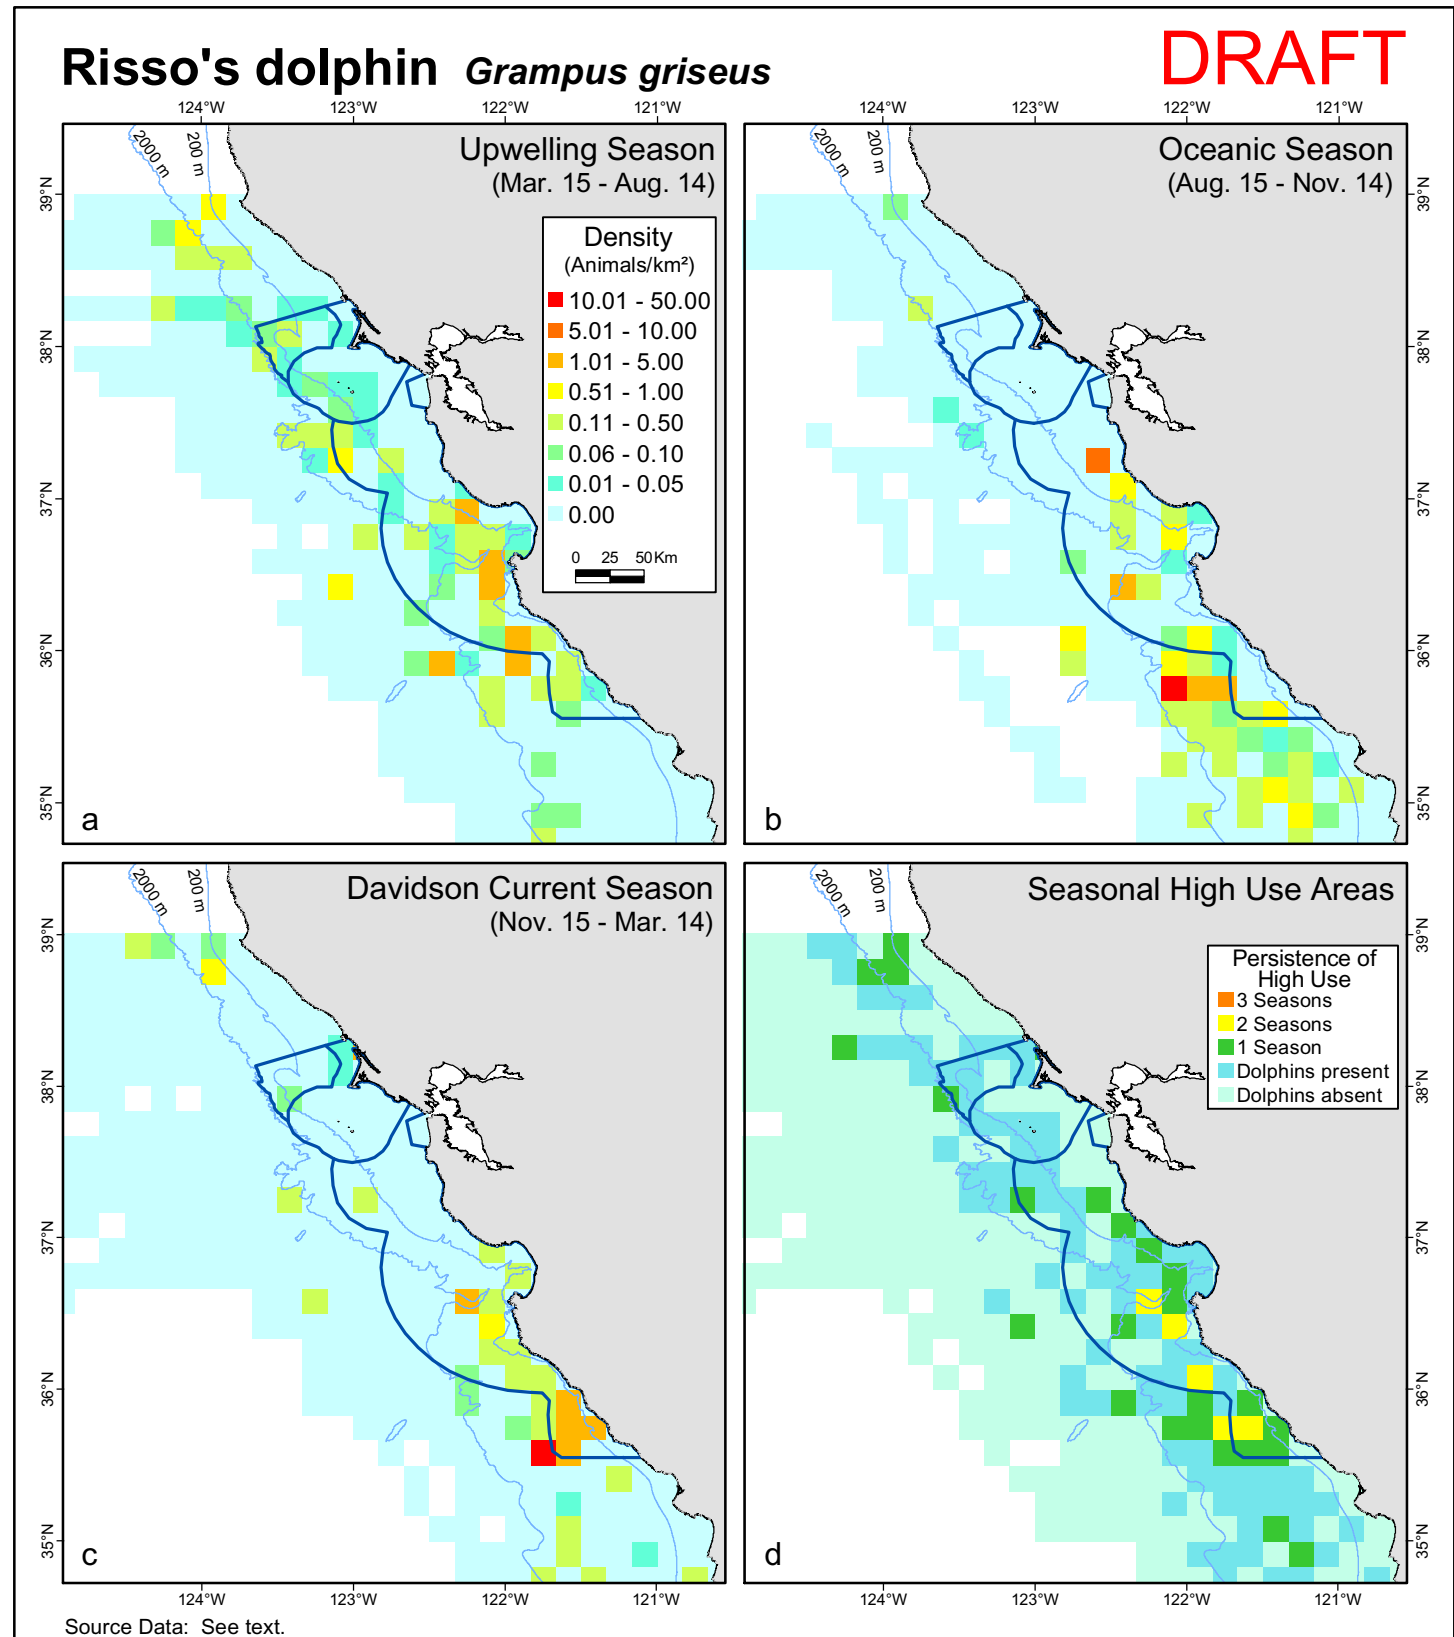 Risso's dolphin Grampus griseus
DRAFT
124°W 123°W 122°W 121°W
124°W 123°W 122°W 121°W
2000 m
200 m
Upwelling Season
(Mar. 15 - Aug. 14)
39°N
38°N
37°N
36°N
35°N
Density
(Animals/km²)
10.01 - 50.00
5.01 - 10.00
1.01 - 5.00
0.51 - 1.00
0.11 - 0.50
0.06 - 0.10
0.01 - 0.05
0.00
0 25 50 Km
a
2000 m
200 m
Oceanic Season
(Aug. 15 - Nov. 14)
39°N
38°N
37°N
36°N
35°N
b
2000 m
200 m
Davidson Current Season
(Nov. 15 - Mar. 14)
39°N
38°N
37°N
36°N
35°N
c
2000 m
200 m
Seasonal High Use Areas
Persistence of
High Use
3 Seasons
2 Seasons
1 Season
Dolphins present
Dolphins absent
39°N
38°N
37°N
36°N
35°N
d
124°W 123°W 122°W 121°W
124°W 123°W 122°W 121°W
Source Data: See text.